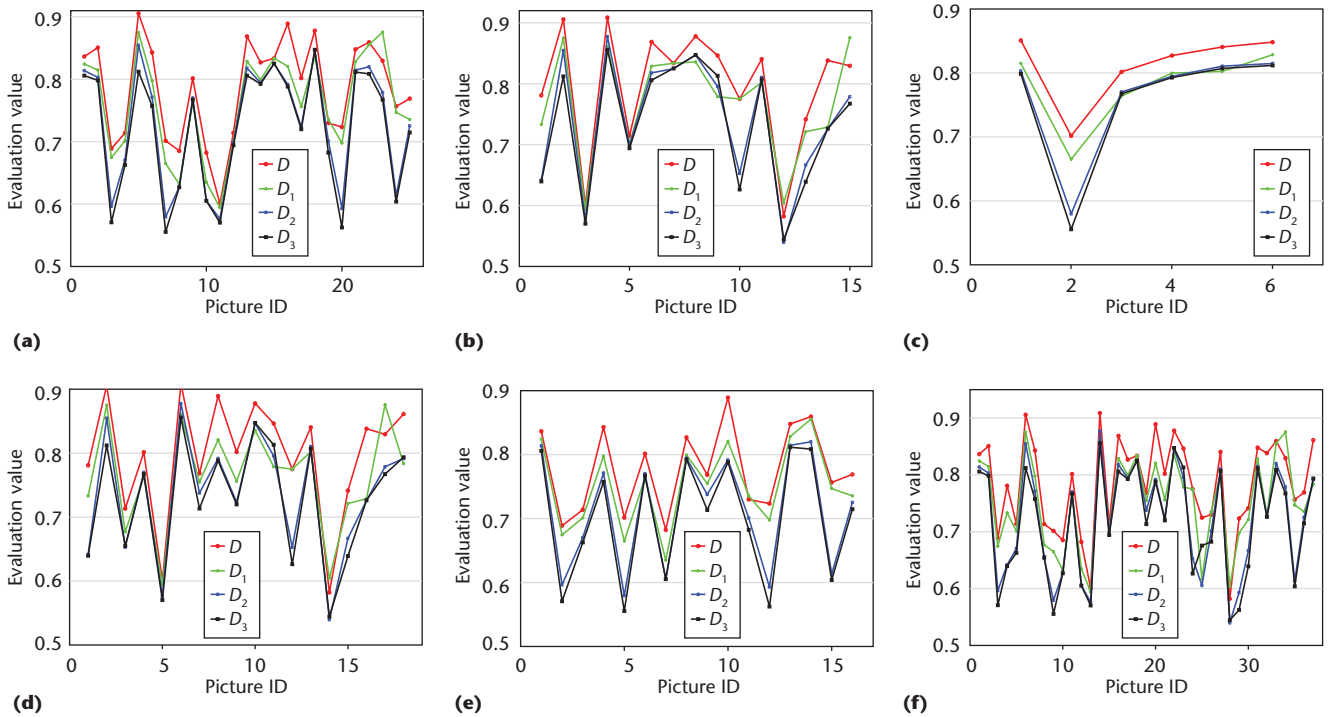 0.9
0.8
0.7
0.6
0.5
Evaluation value
D
D1
D2
D3
0
10
20
Picture ID
(a)
0.9
0.8
0.7
0.6
0.5
Evaluation value
D
D1
D2
D3
0
5
10
15
Picture ID
(b)
0.9
0.8
0.7
0.6
0.5
Evaluation value
D
D1
D2
D3
0
2
4
6
Picture ID
(c)
0.9
0.8
0.7
0.6
0.5
Evaluation value
D
D1
D2
D3
0
5
10
15
Picture ID
(d)
0.9
0.8
0.7
0.6
0.5
Evaluation value
D
D1
D2
D3
0
5
10
15
Picture ID
(e)
0.9
0.9
0.8
0.7
0.6
0.5
Evaluation value
D
D1
D2
D3
0
10
20
30
Picture ID
(f)